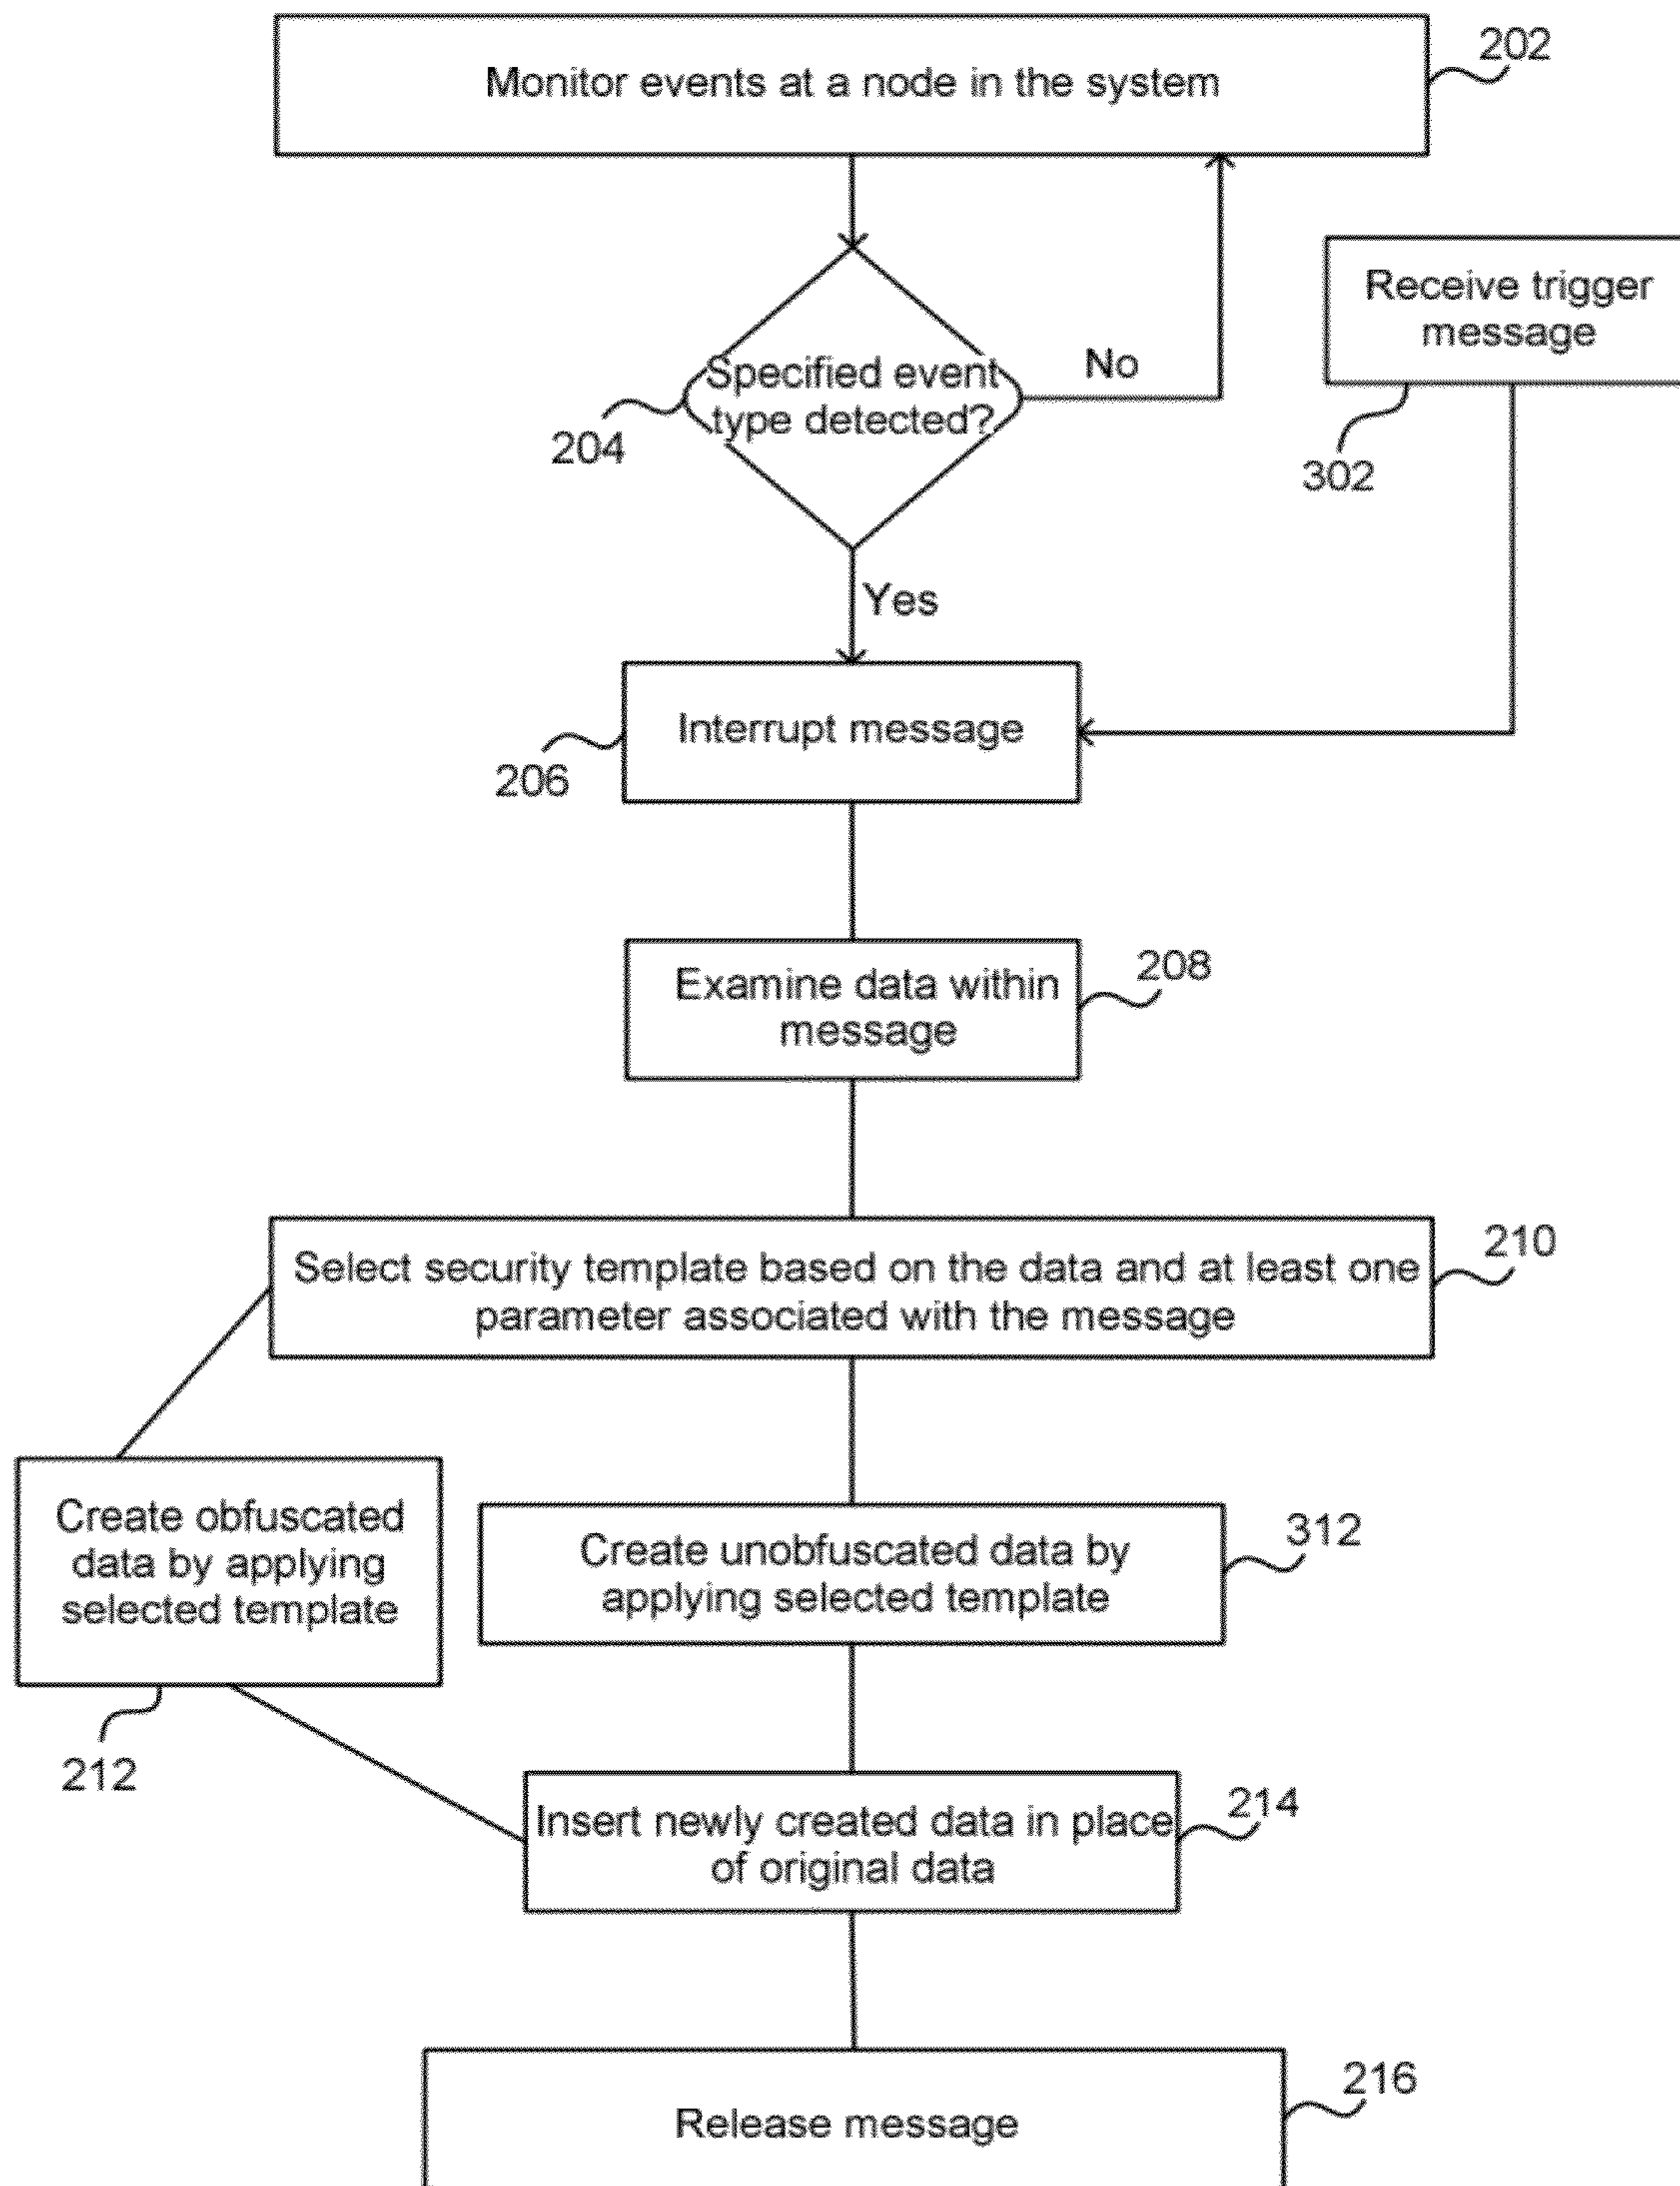 Monitor events at a node in the system
202
Specified event
type detected?
204
No
Receive trigger
message
302
Yes
Interrupt message
206
Examine data within
message
208
Select security template based on the data and at least one
parameter associated with the message
210
Create obfuscated
data by applying
selected template
212
Create unobfuscated data by
applying selected template
312
Insert newly created data in place
of original data
214
Release message
216